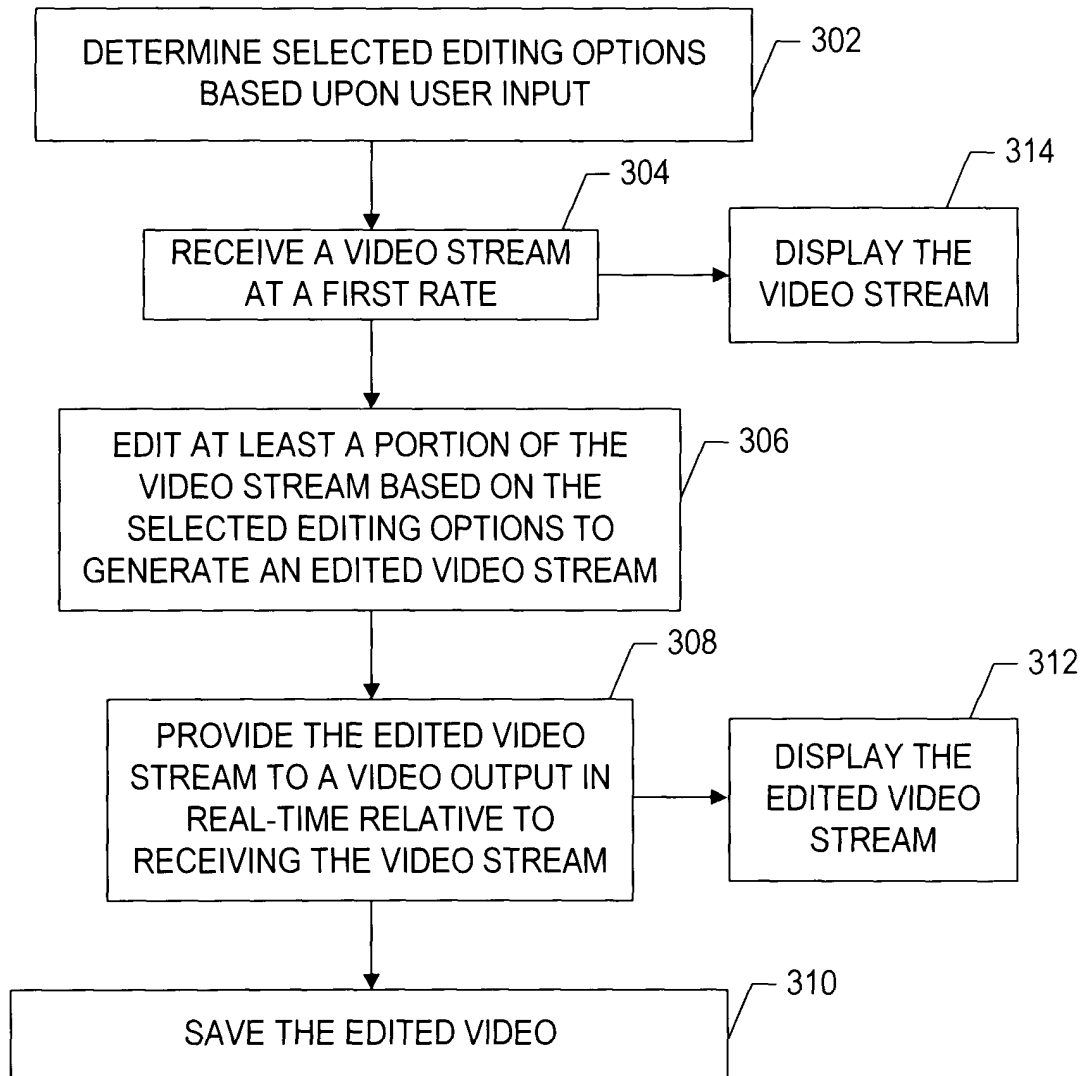 DETERMINE SELECTED EDITING OPTIONS
BASED UPON USER INPUT
302
304
RECEIVE A VIDEO STREAM
AT A FIRST RATE
314
DISPLAY THE
VIDEO STREAM
EDIT AT LEAST A PORTION OF THE
VIDEO STREAM BASED ON THE
SELECTED EDITING OPTIONS TO
GENERATE AN EDITED VIDEO STREAM
306
308
PROVIDE THE EDITED VIDEO
STREAM TO A VIDEO OUTPUT IN
REAL-TIME RELATIVE TO
RECEIVING THE VIDEO STREAM
312
DISPLAY THE
EDITED VIDEO
STREAM
310
SAVE THE EDITED VIDEO